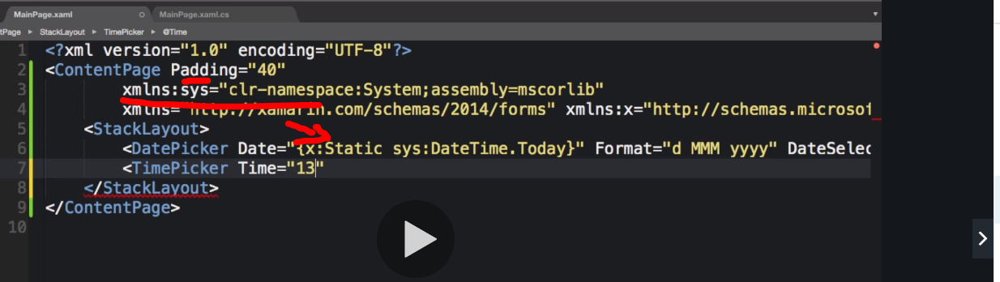 MainPage.xaml
MainPage.xaml.cs
tPage ▸ StackLayout ▸ TimePicker ▸ @Time
1 <?xml version="1.0" encoding="UTF-8"?>
2 <ContentPage Padding="40"
3 xmlns:sys="clr-namespace:System;assembly=mscorlib"
4 xmlns="http://xamarin.com/schemas/2014/forms" xmlns:x="http://schemas.microsof
5 <StackLayout>
6 <DatePicker Date="{x:Static sys:DateTime.Today}" Format="d MMM yyyy" DateSelec
7 <TimePicker Time="13"
8 </StackLayout>
9 </ContentPage>
10